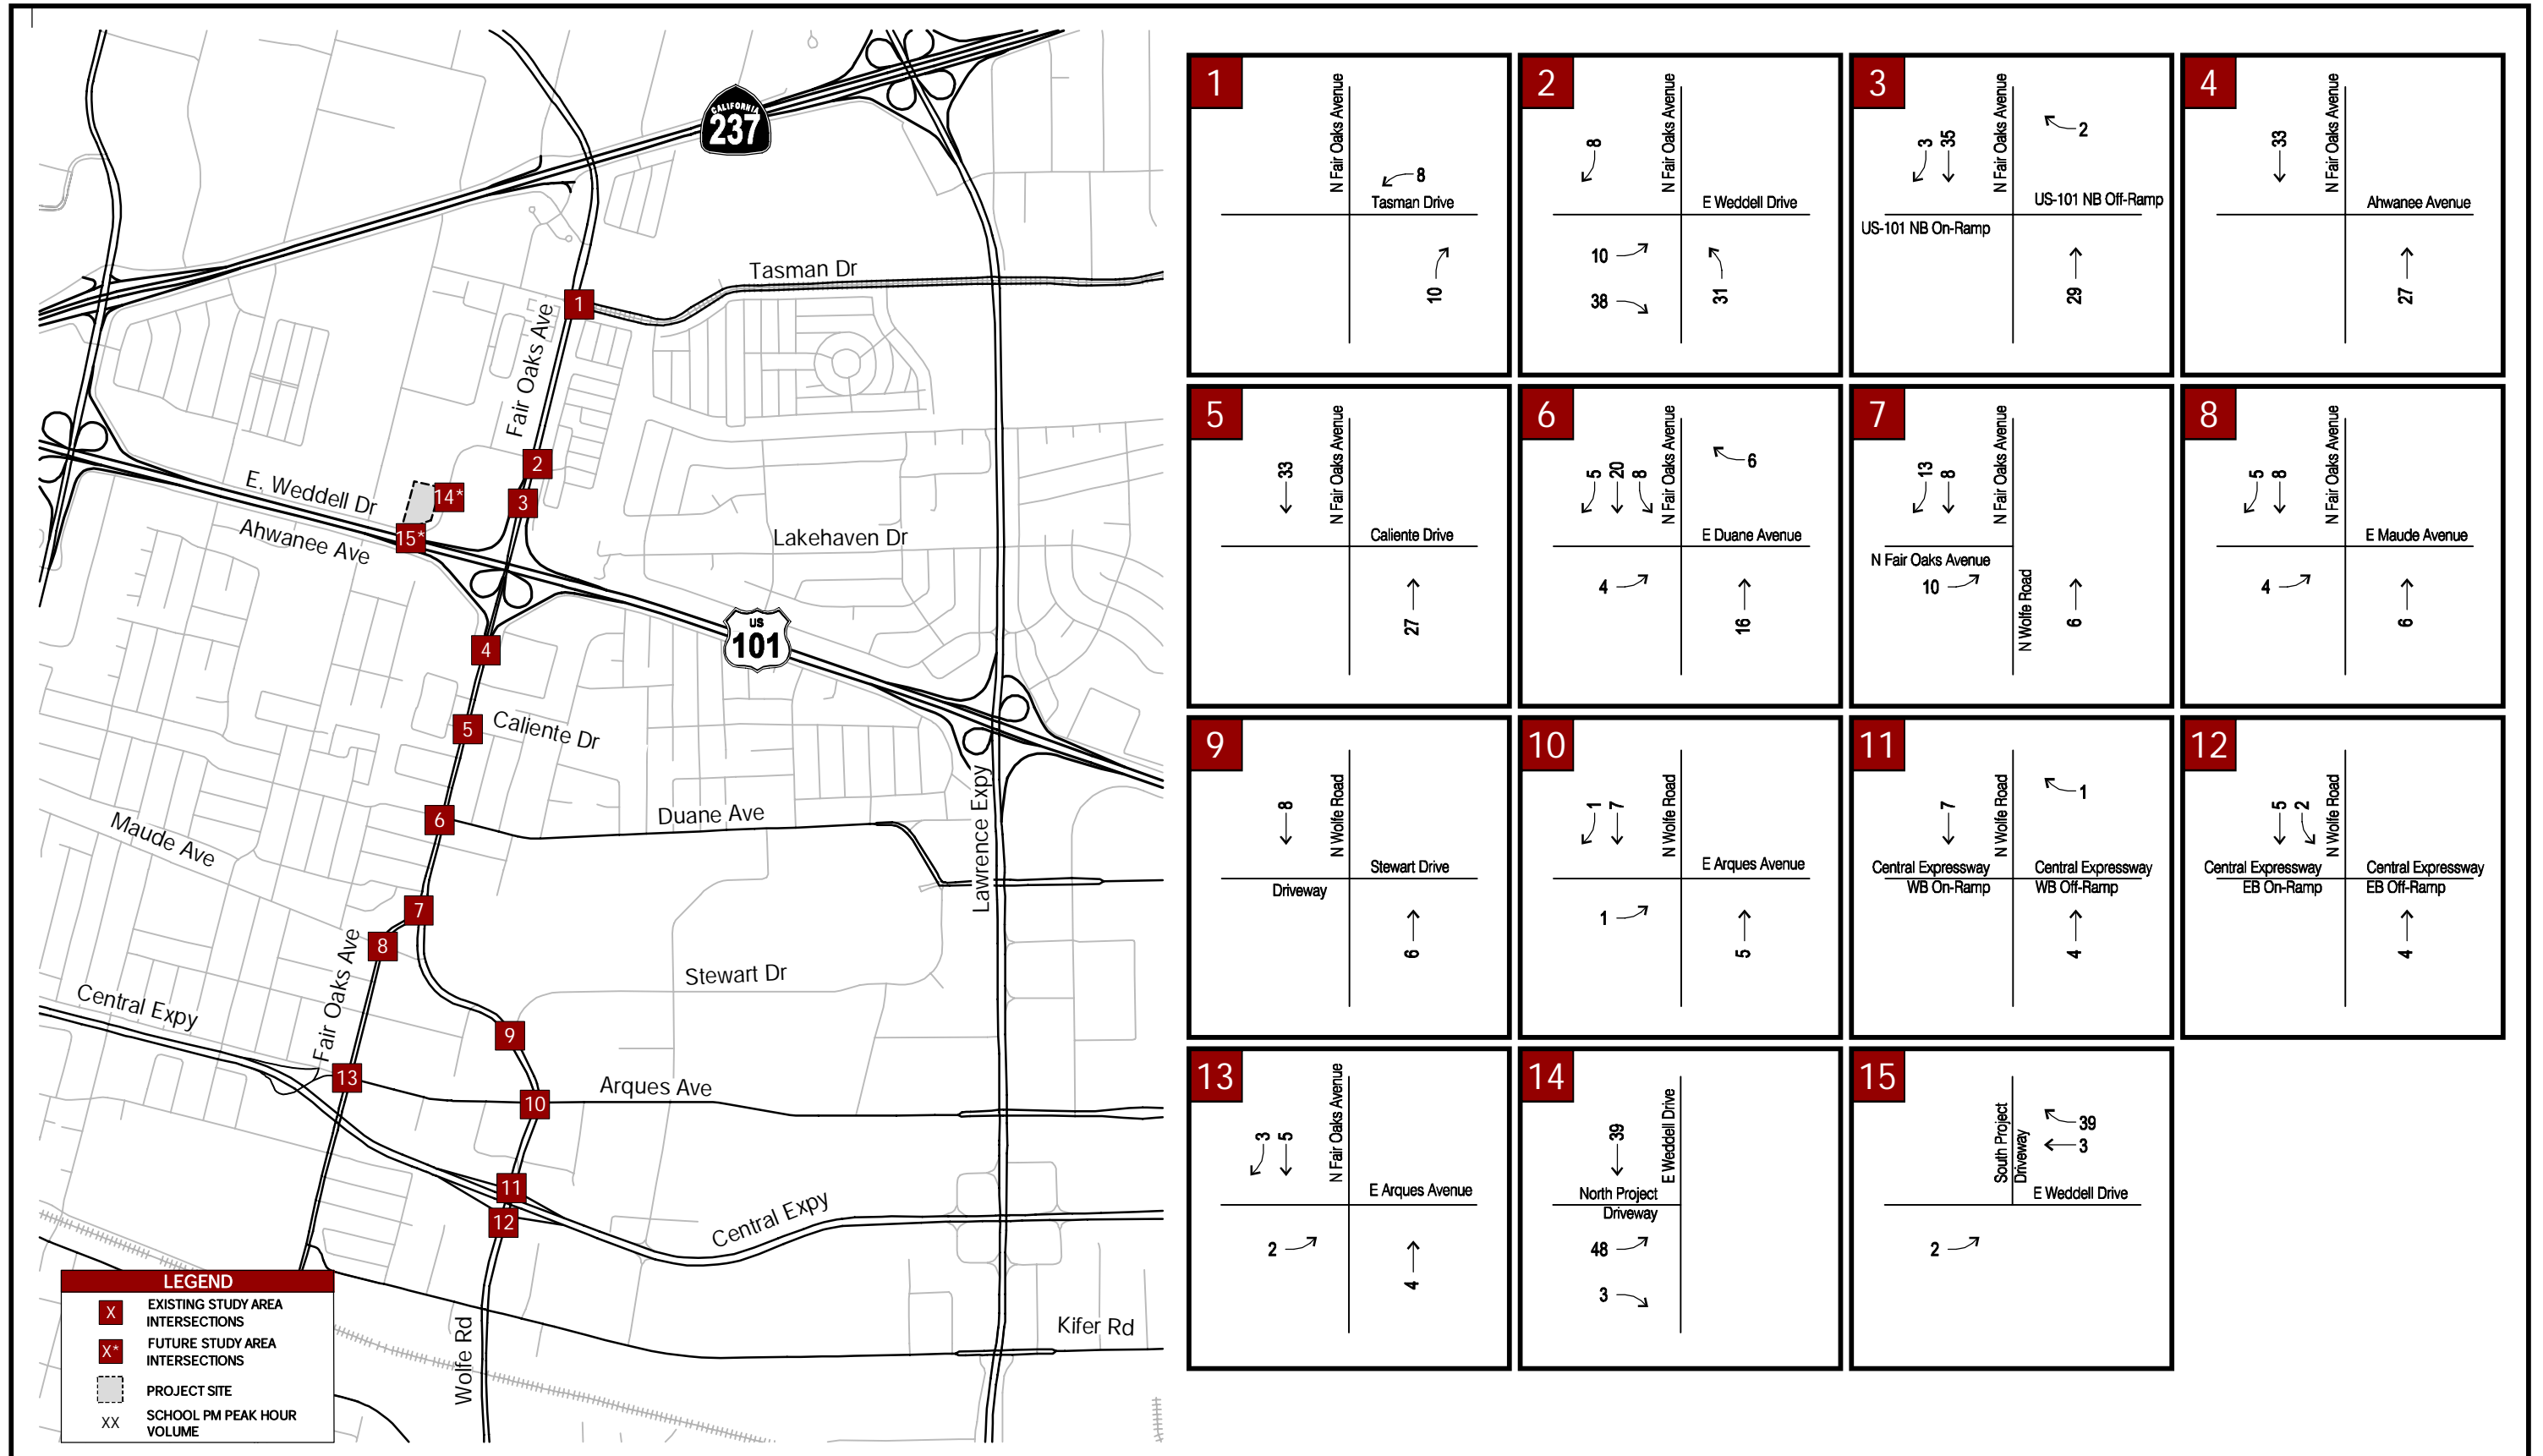 CALIFORNIA
237
Tasman Dr
1
Fair Oaks Ave
2
E. Weddell Dr
14*
3
15*
Ahwanee Ave
Lakehaven Dr
US
101
4
5
Caliente Dr
Lawrence Expy
Duane Ave
6
Maude Ave
7
8
Fair Oaks Ave
Stewart Dr
Central Expy
9
13
Arques Ave
10
11
12
Central Expy
Kifer Rd
Wolfe Rd
LEGEND
X
EXISTING STUDY AREA
INTERSECTIONS
X*
FUTURE STUDY AREA
INTERSECTIONS
PROJECT SITE
XX
SCHOOL PM PEAK HOUR
VOLUME
1
N Fair Oaks Avenue
8
Tasman Drive
10
2
8
N Fair Oaks Avenue
E Weddell Drive
10
38
31
3
3
35
N Fair Oaks Avenue
2
US-101 NB Off-Ramp
US-101 NB On-Ramp
29
4
33
N Fair Oaks Avenue
Ahwanee Avenue
27
5
33
N Fair Oaks Avenue
Caliente Drive
27
6
5
20
8
N Fair Oaks Avenue
6
E Duane Avenue
4
16
7
13
8
N Fair Oaks Avenue
N Fair Oaks Avenue
10
N Wolfe Road
6
8
5
8
N Fair Oaks Avenue
E Maude Avenue
4
6
9
8
N Wolfe Road
Stewart Drive
Driveway
6
10
1
7
N Wolfe Road
E Arques Avenue
1
5
11
7
N Wolfe Road
1
Central Expressway
WB On-Ramp
Central Expressway
WB Off-Ramp
4
12
5
2
N Wolfe Road
Central Expressway
EB On-Ramp
Central Expressway
EB Off-Ramp
4
13
3
5
N Fair Oaks Avenue
E Arques Avenue
2
4
14
39
E Weddell Drive
North Project
Driveway
48
3
15
South Project
Driveway
39
3
E Weddell Drive
2